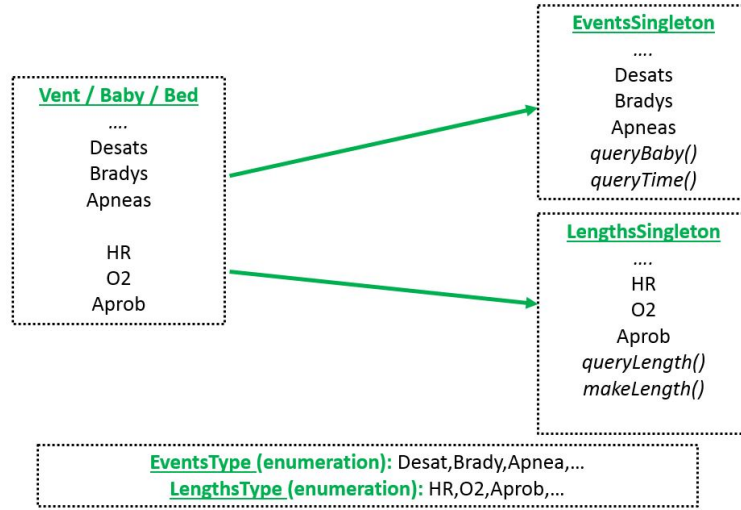 Vent / Baby / Bed
....
Desats
Bradys
Apneas
HR
O2
Aprob
EventsSingleton
....
Desats
Bradys
Apneas
queryBaby()
queryTime()
LengthsSingleton
....
HR
O2
Aprob
queryLength()
makeLength()
EventsType (enumeration): Desat,Brady,Apnea,...
LengthsType (enumeration): HR,O2,Aprob,...